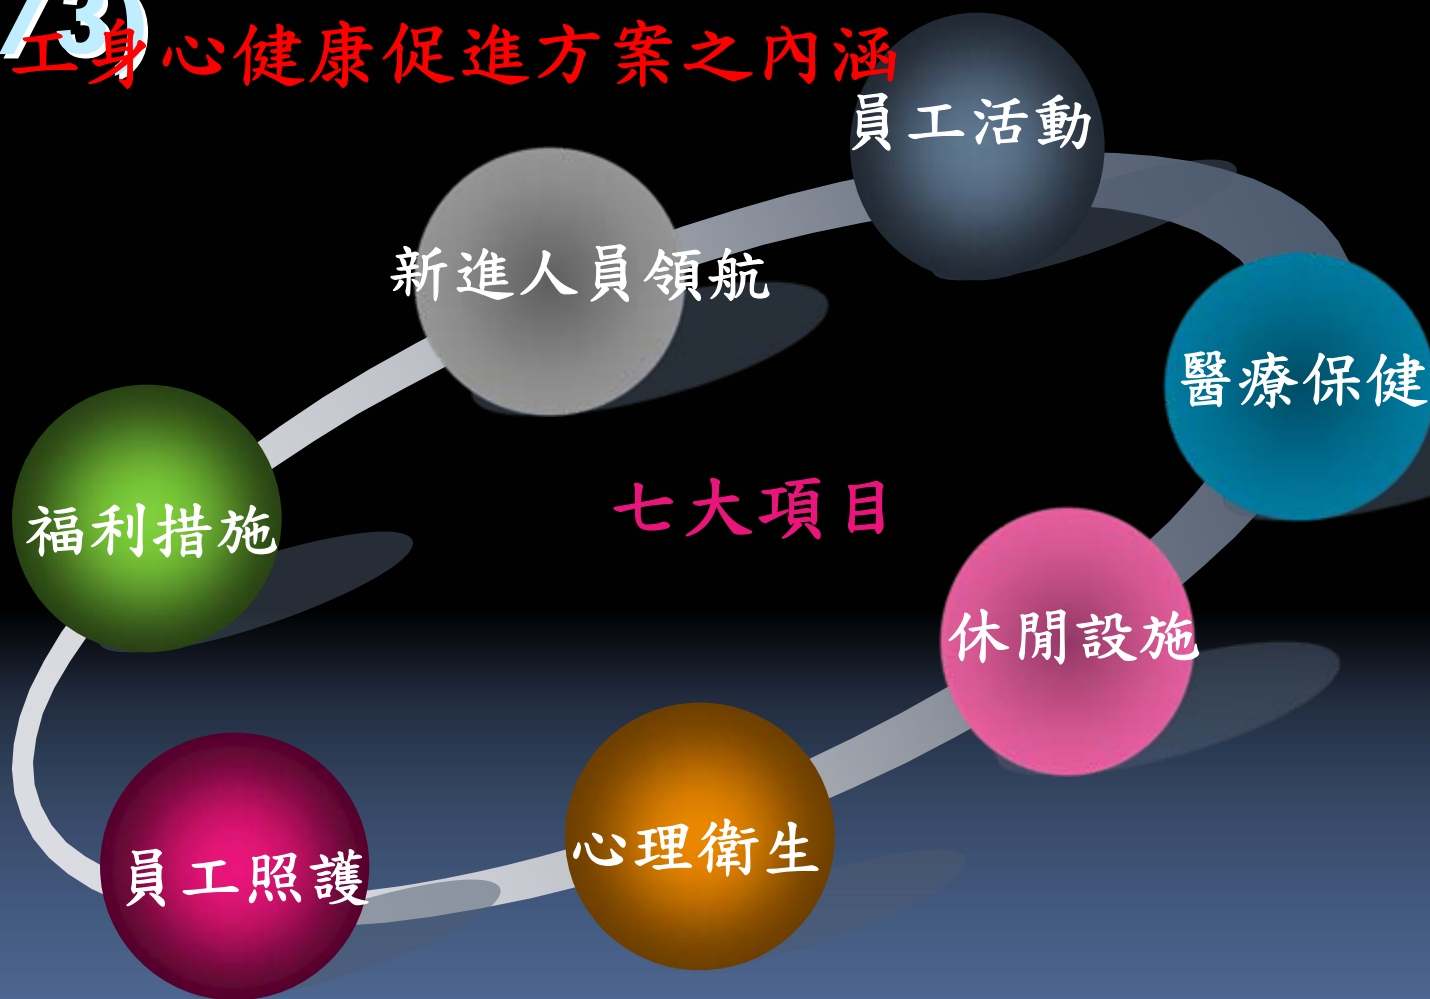 /3)
工身心健康促進方案之內涵
員工活動
新進人員領航
醫療保健
七大項目
福利措施
休閒設施
心理衛生
員工照護